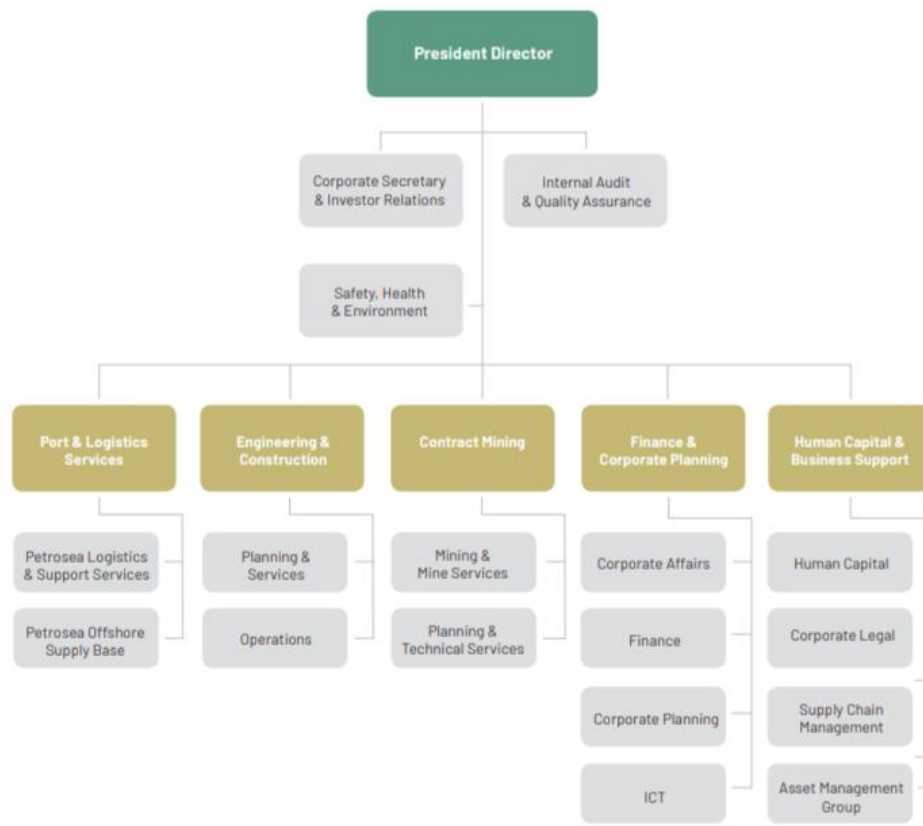 President Director
Corporate Secretary
& Investor Relations
Internal Audit
& Quality Assurance
Safety, Health
& Environment
Port & Logistics
Services
Engineering &
Construction
Contract Mining
Finance &
Corporate Planning
Human Capital &
Business Support
Petrosea Logistics
& Support Services
Petrosea Offshore
Supply Base
Planning &
Services
Operations
Mining &
Mine Services
Planning &
Technical Services
Corporate Affairs
Finance
Corporate Planning
ICT
Human Capital
Corporate Legal
Supply Chain
Management
Asset Management
Group